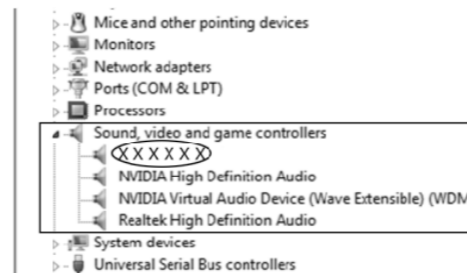 Mice and other pointing devices
Monitors
Network adapters
Ports (COM & LPT)
Processors
Sound, video and game controllers
X X X X X X
NVIDIA High Definition Audio
NVIDIA Virtual Audio Device (Wave Extensible) (WDM
Realtek High Definition Audio
System devices
Universal Serial Bus controllers